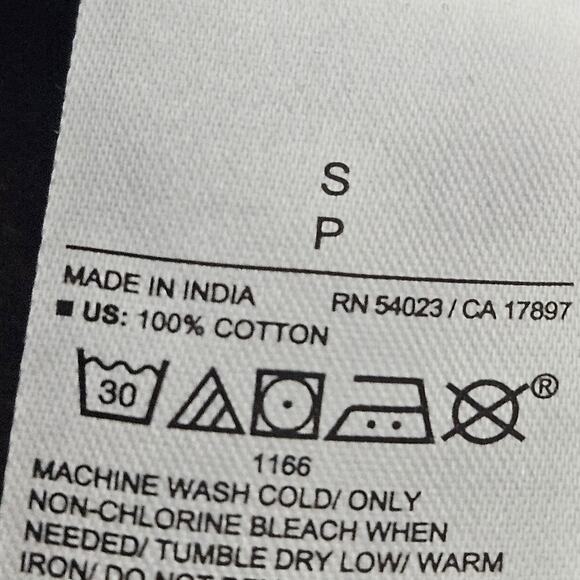 S
P
MADE IN INDIA RN 54023 / CA 17897
■ US: 100% COTTON
30
®
1166
MACHINE WASH COLD/ ONLY
NON-CHLORINE BLEACH WHEN
NEEDED/ TUMBLE DRY LOW/ WARM
IRON/ DO NOT